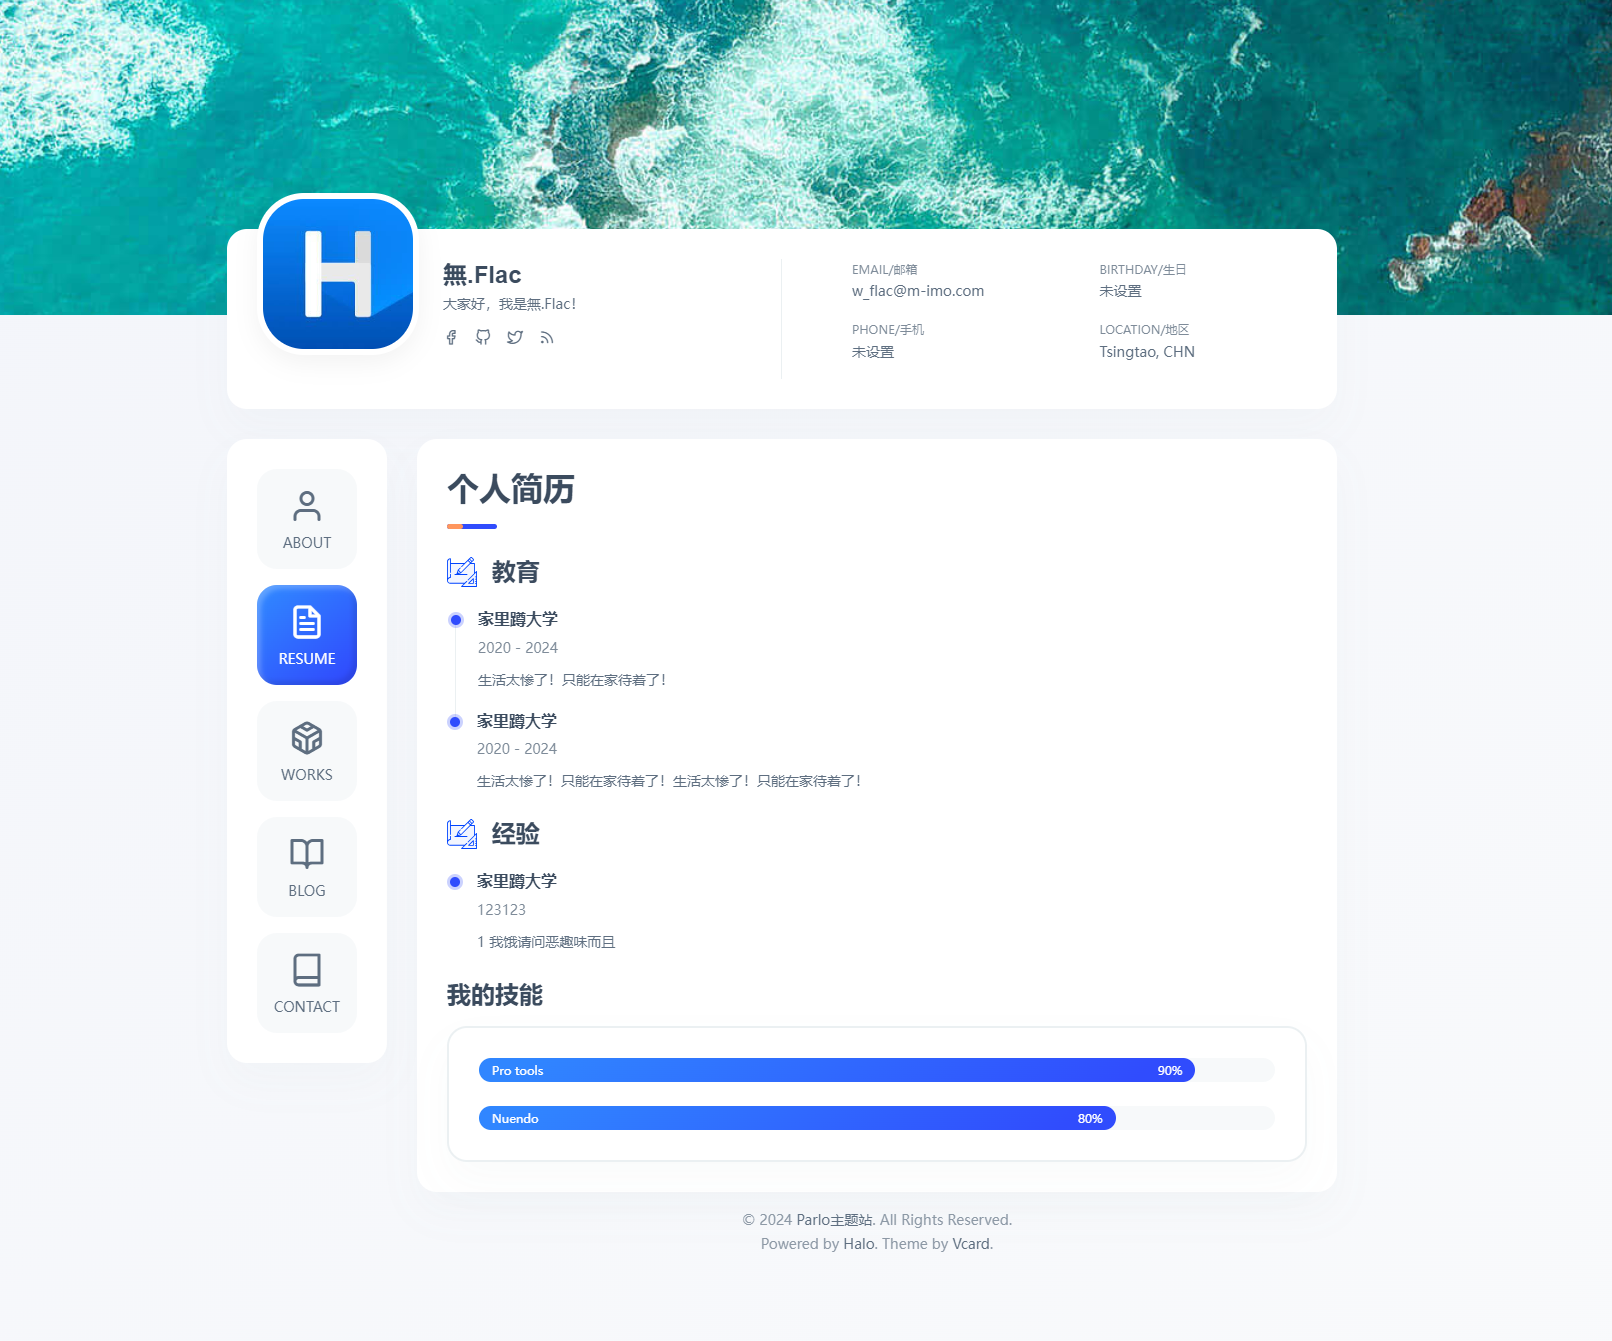 無.Flac
大家好，我是無.Flac！
EMAIL/邮箱
w_flac@m-imo.com
BIRTHDAY/生日
未设置
PHONE/手机
未设置
LOCATION/地区
Tsingtao, CHN
ABOUT
RESUME
WORKS
BLOG
CONTACT
个人简历
教育
家里蹲大学
2020 - 2024
生活太惨了！只能在家待着了！
家里蹲大学
2020 - 2024
生活太惨了！只能在家待着了！生活太惨了！只能在家待着了！
经验
家里蹲大学
123123
1 我饿请问恶趣味而且
我的技能
Pro tools 90%
Nuendo 80%
© 2024 Parlo主题站. All Rights Reserved.
Powered by Halo. Theme by Vcard.